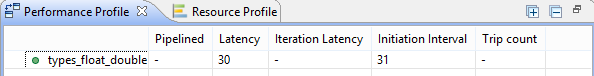 Performance Profile Resource Profile
Pipelined Latency Iteration Latency Initiation Interval Trip count
types_float_double - 30 - 31 -